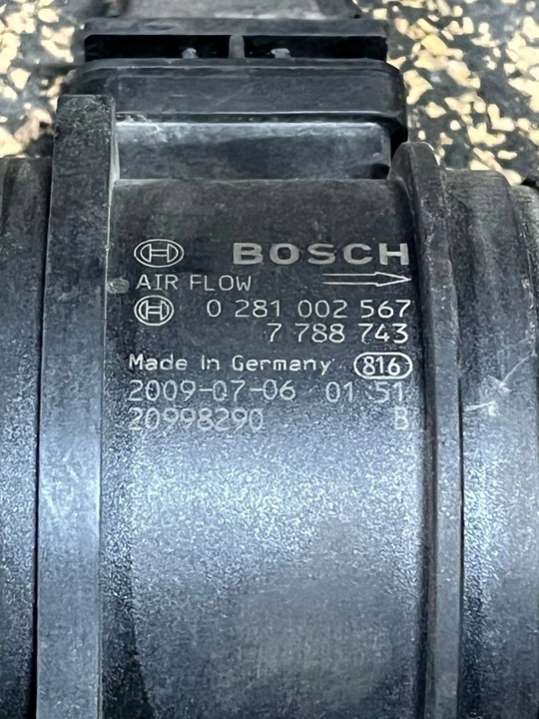 BOSCH
AIR FLOW
0 281 002 567
7 788 743
Made in Germany 816
2009-07-06 01 51
20998290 B